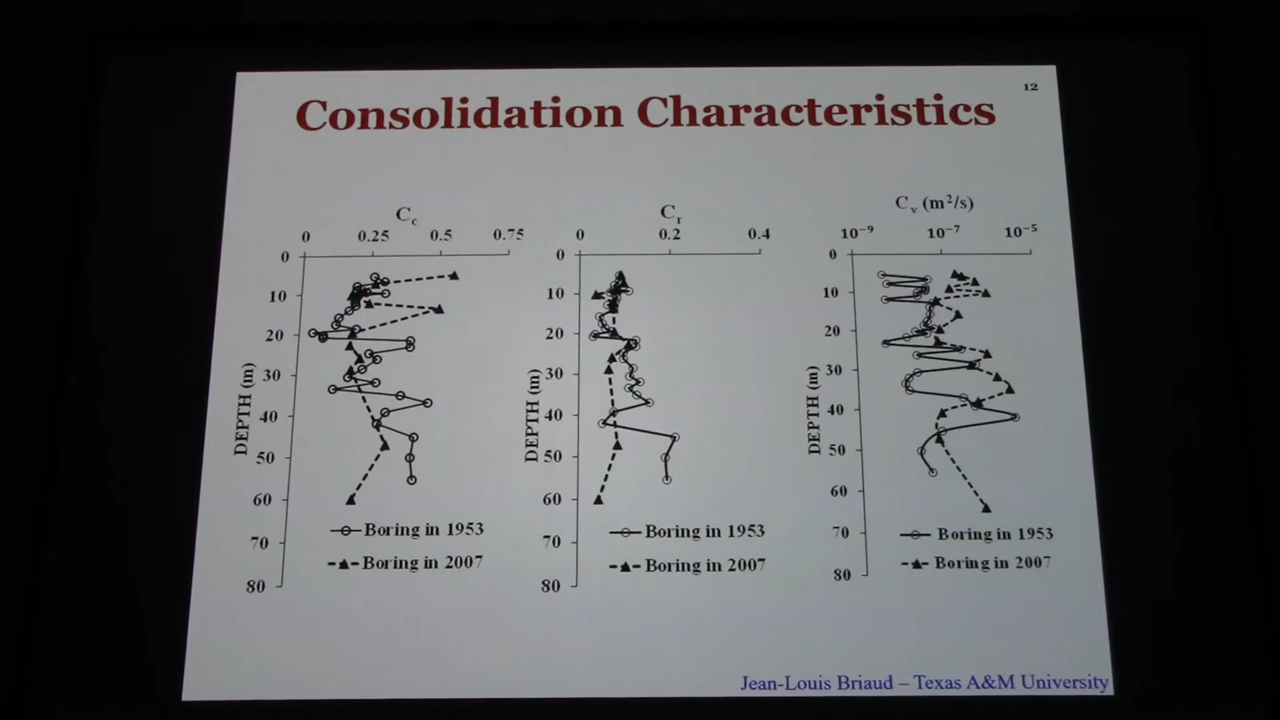 12
Consolidation Characteristics
Cc
0 0.25 0.5 0.75
0
10
20
30
40
50
60
70
80
DEPTH (m)
Boring in 1953
Boring in 2007
Cr
0 0.2 0.4
0
10
20
30
40
50
60
70
80
DEPTH (m)
Boring in 1953
Boring in 2007
Cv (m²/s)
10⁻⁹ 10⁻⁷ 10⁻⁵
0
10
20
30
40
50
60
70
80
DEPTH (m)
Boring in 1953
Boring in 2007
Jean-Louis Briaud – Texas A&M University